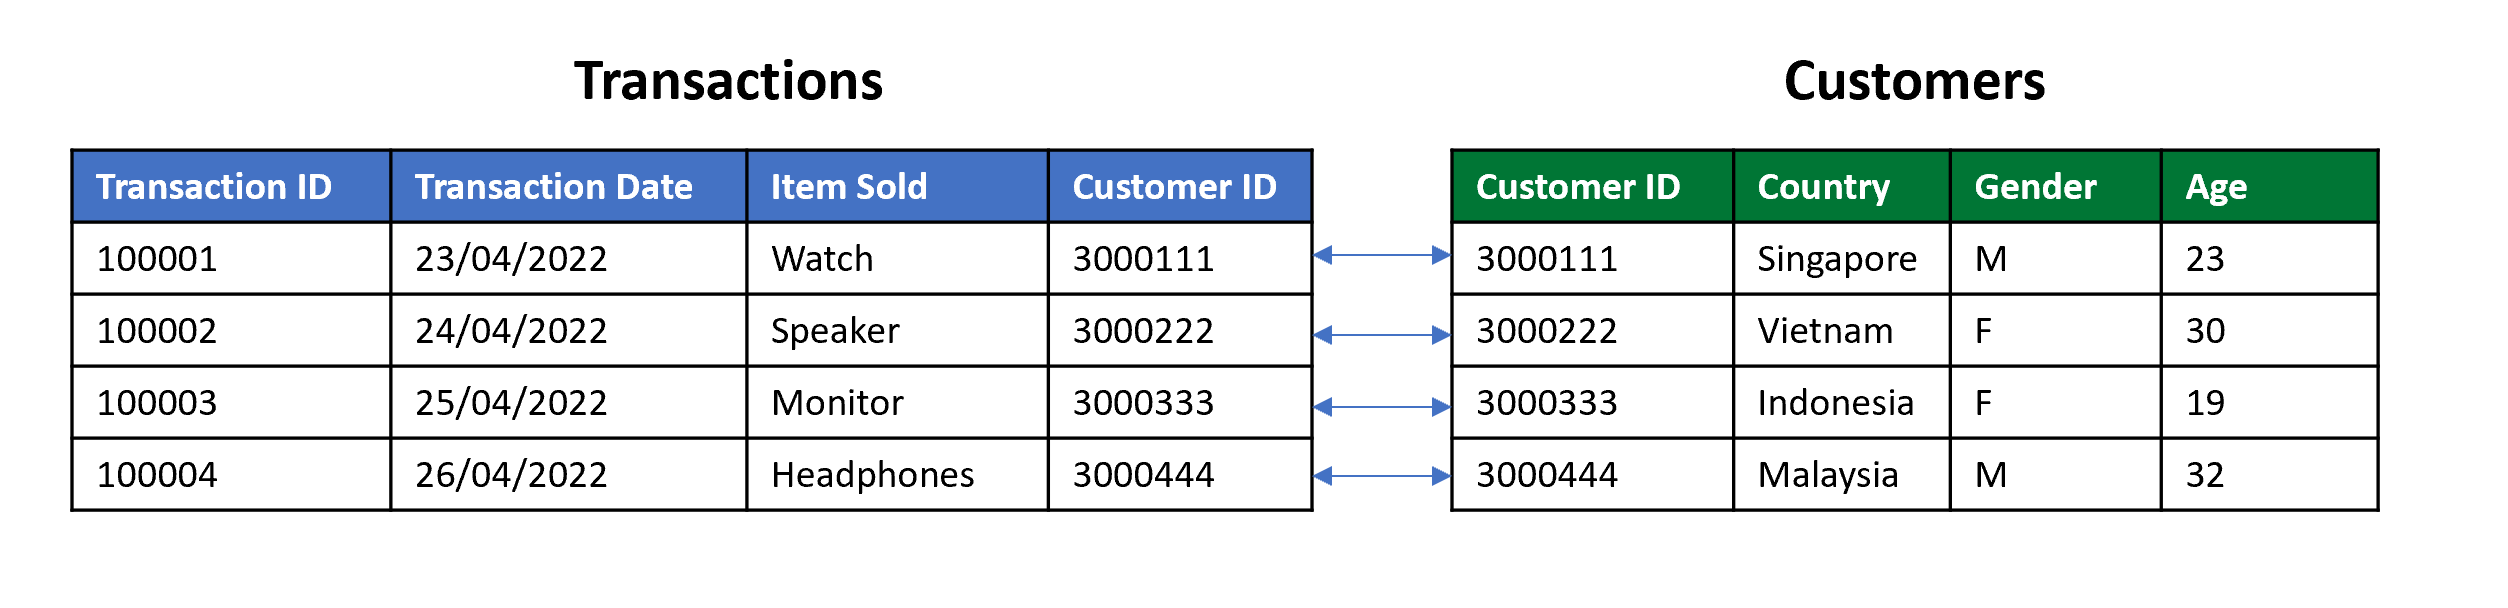 Transactions Customers
Transaction ID Transaction Date Item Sold Customer ID Customer ID Country Gender Age
100001 23/04/2022 Watch 3000111 3000111 Singapore M 23
100002 24/04/2022 Speaker 3000222 3000222 Vietnam F 30
100003 25/04/2022 Monitor 3000333 3000333 Indonesia F 19
100004 26/04/2022 Headphones 3000444 3000444 Malaysia M 32